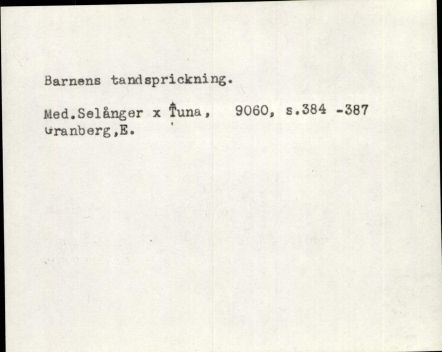 Barnens tandsprickning.
Med.Selånger x Tuna, 9060, s.384 -387
Granberg,E.